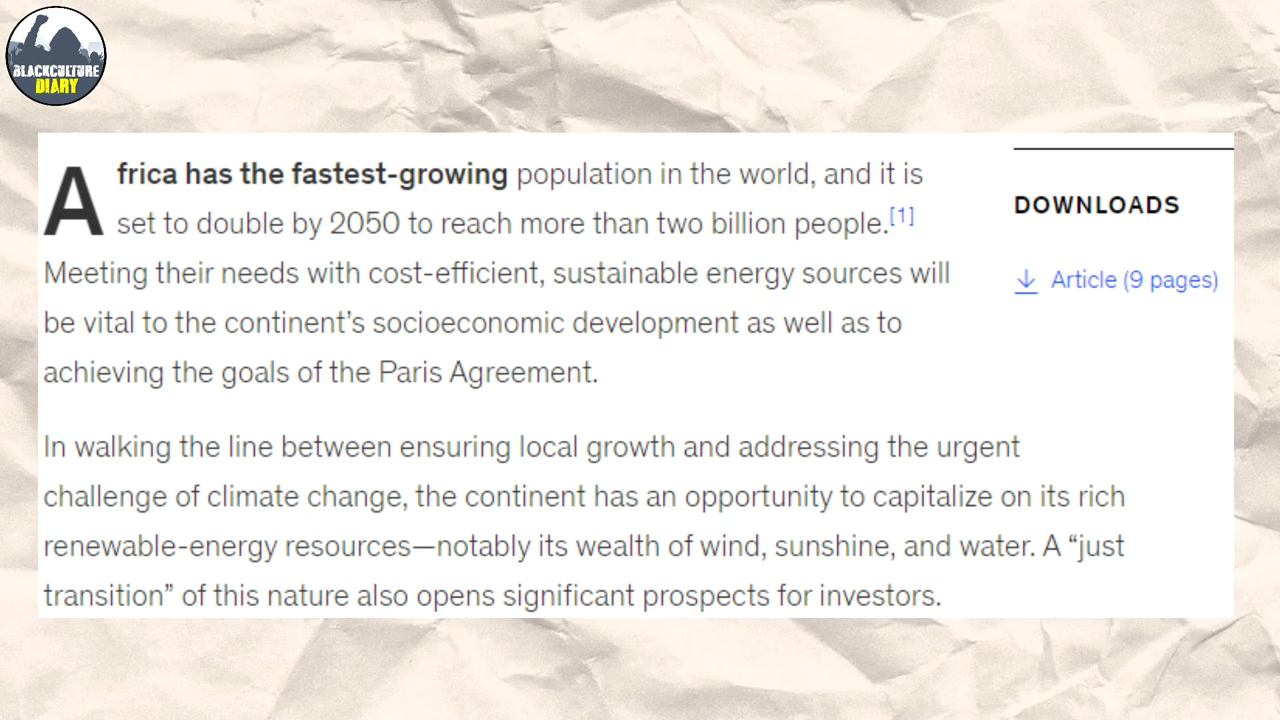 BLACKCULTURE
DIARY
Africa has the fastest-growing population in the world, and it is
set to double by 2050 to reach more than two billion people.[1]
Meeting their needs with cost-efficient, sustainable energy sources will
be vital to the continent’s socioeconomic development as well as to
achieving the goals of the Paris Agreement.
In walking the line between ensuring local growth and addressing the urgent
challenge of climate change, the continent has an opportunity to capitalize on its rich
renewable-energy resources—notably its wealth of wind, sunshine, and water. A “just
transition” of this nature also opens significant prospects for investors.
DOWNLOADS
Article (9 pages)